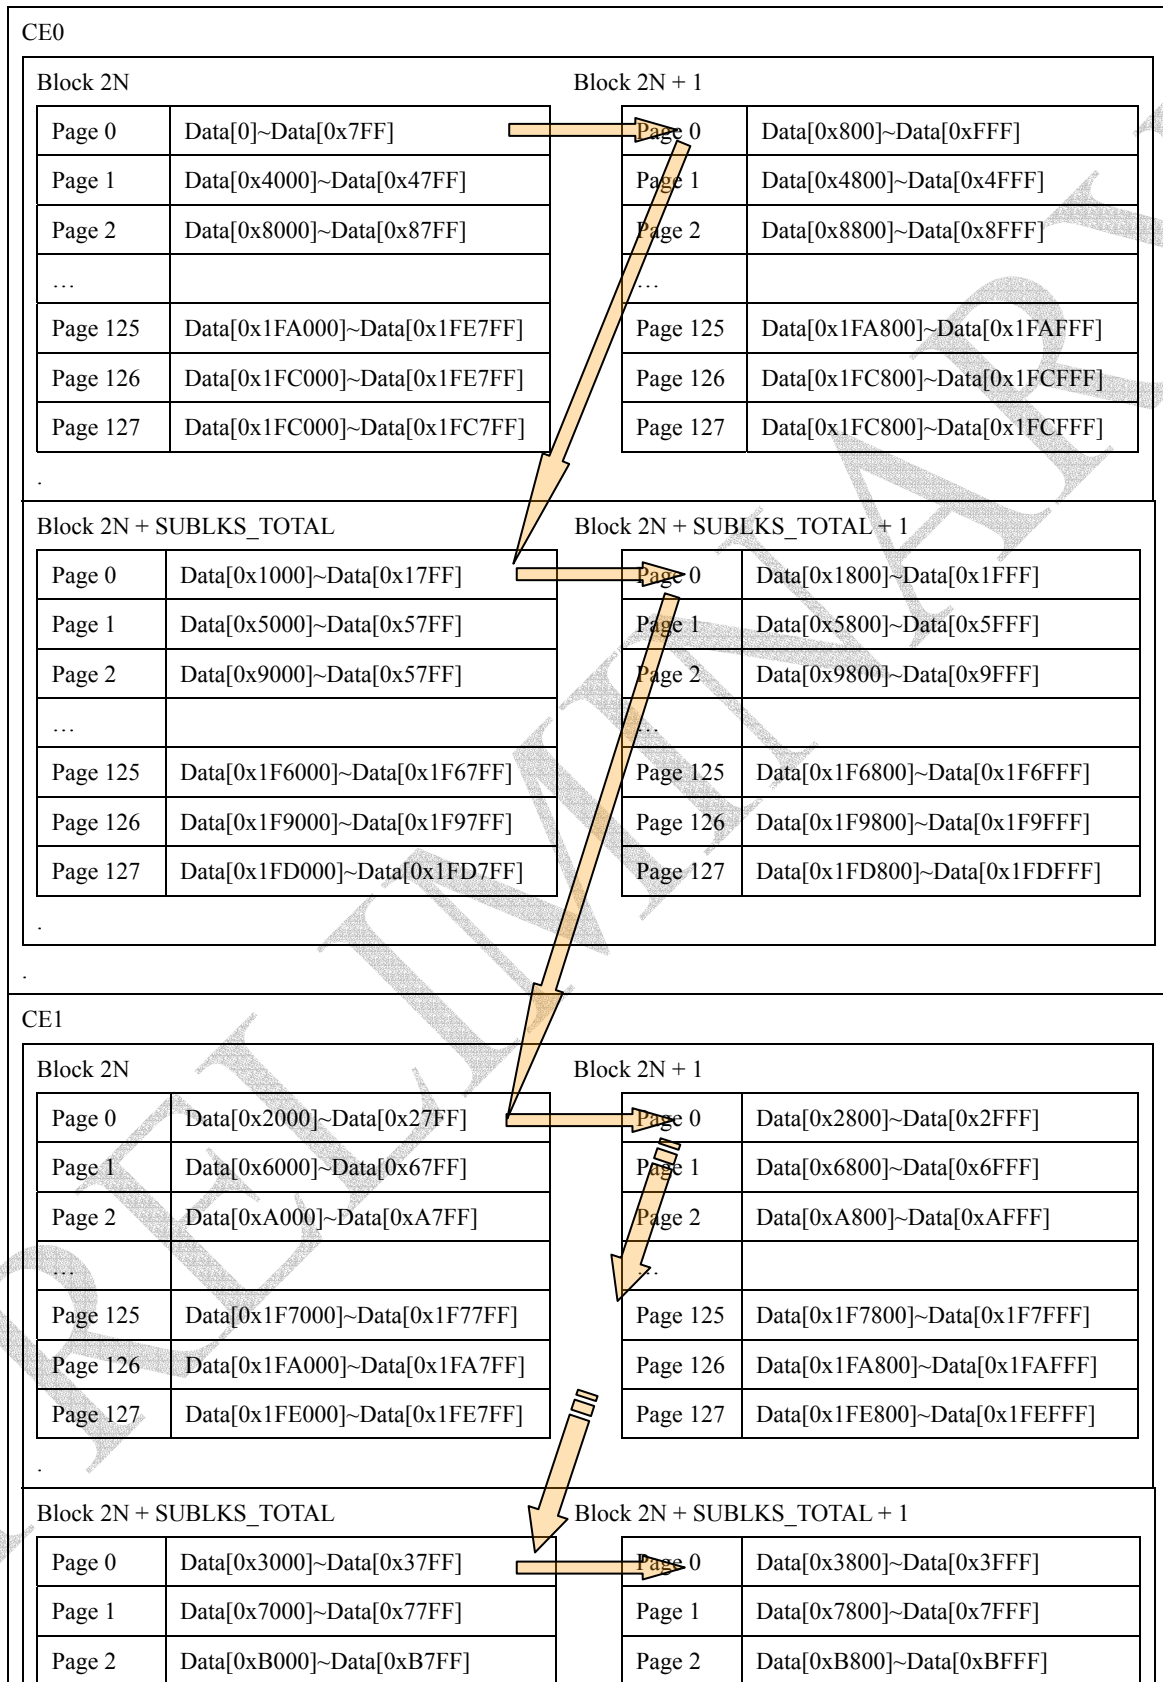 CE0
Block 2N Block 2N + 1
Page 0 Data[0]~Data[0x7FF] Page 0 Data[0x800]~Data[0xFFF]
Page 1 Data[0x4000]~Data[0x47FF] Page 1 Data[0x4800]~Data[0x4FFF]
Page 2 Data[0x8000]~Data[0x87FF] Page 2 Data[0x8800]~Data[0x8FFF]
… …
Page 125 Data[0x1FA000]~Data[0x1FE7FF] Page 125 Data[0x1FA800]~Data[0x1FAFFF]
Page 126 Data[0x1FC000]~Data[0x1FE7FF] Page 126 Data[0x1FC800]~Data[0x1FCFFF]
Page 127 Data[0x1FC000]~Data[0x1FC7FF] Page 127 Data[0x1FC800]~Data[0x1FCFFF]
.
Block 2N + SUBLKS_TOTAL Block 2N + SUBLKS_TOTAL + 1
Page 0 Data[0x1000]~Data[0x17FF] Page 0 Data[0x1800]~Data[0x1FFF]
Page 1 Data[0x5000]~Data[0x57FF] Page 1 Data[0x5800]~Data[0x5FFF]
Page 2 Data[0x9000]~Data[0x57FF] Page 2 Data[0x9800]~Data[0x9FFF]
… …
Page 125 Data[0x1F6000]~Data[0x1F67FF] Page 125 Data[0x1F6800]~Data[0x1F6FFF]
Page 126 Data[0x1F9000]~Data[0x1F97FF] Page 126 Data[0x1F9800]~Data[0x1F9FFF]
Page 127 Data[0x1FD000]~Data[0x1FD7FF] Page 127 Data[0x1FD800]~Data[0x1FDFFF]
.
.
CE1
Block 2N Block 2N + 1
Page 0 Data[0x2000]~Data[0x27FF] Page 0 Data[0x2800]~Data[0x2FFF]
Page 1 Data[0x6000]~Data[0x67FF] Page 1 Data[0x6800]~Data[0x6FFF]
Page 2 Data[0xA000]~Data[0xA7FF] Page 2 Data[0xA800]~Data[0xAFFF]
… …
Page 125 Data[0x1F7000]~Data[0x1F77FF] Page 125 Data[0x1F7800]~Data[0x1F7FFF]
Page 126 Data[0x1FA000]~Data[0x1FA7FF] Page 126 Data[0x1FA800]~Data[0x1FAFFF]
Page 127 Data[0x1FE000]~Data[0x1FE7FF] Page 127 Data[0x1FE800]~Data[0x1FEFFF]
.
Block 2N + SUBLKS_TOTAL Block 2N + SUBLKS_TOTAL + 1
Page 0 Data[0x3000]~Data[0x37FF] Page 0 Data[0x3800]~Data[0x3FFF]
Page 1 Data[0x7000]~Data[0x77FF] Page 1 Data[0x7800]~Data[0x7FFF]
Page 2 Data[0xB000]~Data[0xB7FF] Page 2 Data[0xB800]~Data[0xBFFF]
PRELIMINARY